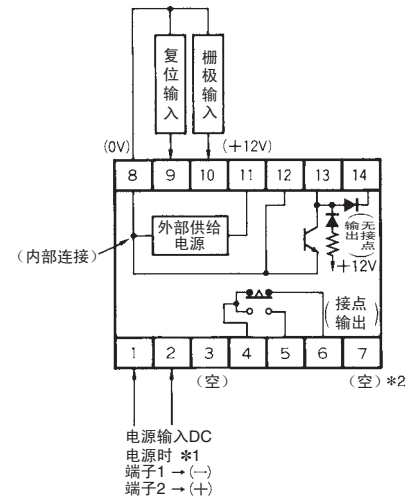 复位输入
栅极输入
(0V)
(+12V)
8 9 10 11 12 13 14
外部供给
电源
(无接点
输出)
(内部连接)
+12V
(接点
输出)
1 2 3 4 5 6 7
(空)
(空)*2
电源输入DC
电源时 *1
端子1 →(—)
端子2 →(+)